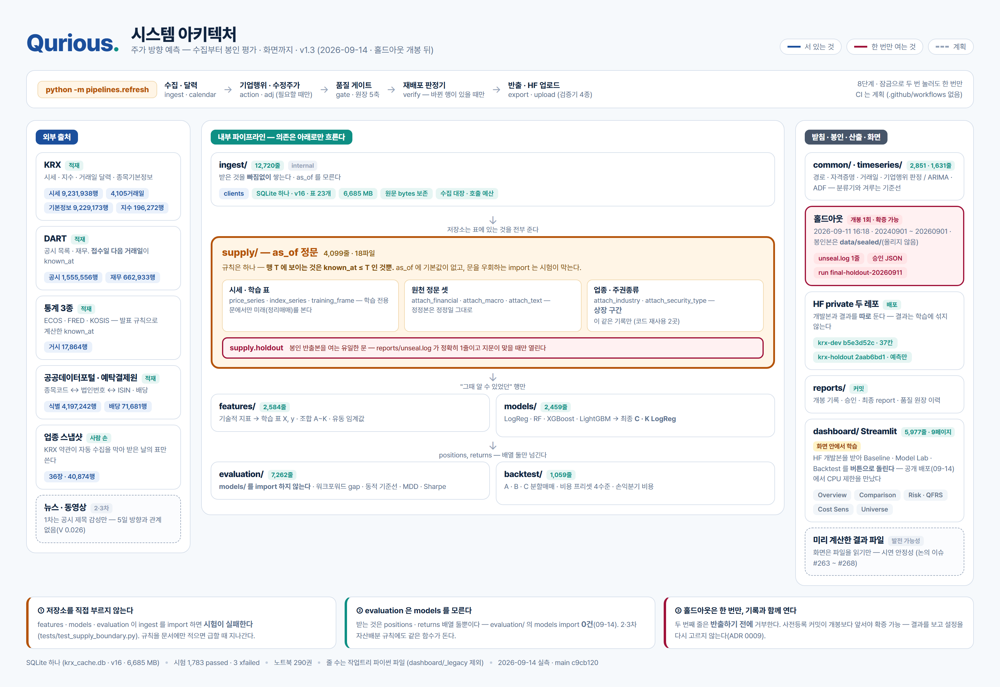 Qurious.
시스템 아키텍처
주가 방향 예측 — 수집부터 봉인 평가 · 화면까지 · v1.3 (2026-09-14 · 홀드아웃 개봉 뒤)
서 있는 것
한 번만 여는 것
계획
python -m pipelines.refresh
수집 · 달력
ingest · calendar
→
기업행위 · 수정주가
action · adj (필요할 때만)
→
품질 게이트
gate · 원장 5축
→
재배포 판정기
verify — 바뀐 행이 있을 때만
→
반출 · HF 업로드
export · upload (검증기 4종)
8단계 · 잠금으로 두 번 눌러도 한 번만
CI 는 계획 (.github/workflows 없음)
외부 출처
KRX 적재
시세 · 지수 · 거래일 달력 · 종목기본정보
시세 9,231,938행 4,105거래일
기본정보 9,229,173행 지수 196,272행
DART 적재
공시 목록 · 재무. 접수일 다음 거래일이
known_at
공시 1,555,556행 재무 662,933행
통계 3종 적재
ECOS · FRED · KOSIS — 발표 규칙으로
계산한 known_at
거시 17,864행
공공데이터포털 · 예탁결제원 적재
종목코드 ↔ 법인번호 ↔ ISIN · 배당
식별 4,197,242행 배당 71,681행
업종 스냅샷 사람 손
KRX 약관이 자동 수집을 막아 받은 날의 표만
쓴다
36장 · 40,874행
뉴스 · 동영상 2·3차
1차는 공시 제목 감성만 — 5일 방향과 관계
없음(V 0.026)
내부 파이프라인 — 의존은 아래로만 흐른다
ingest/ 12,720줄 internal
받은 것을 빠짐없이 쌓는다 · as_of 를 모른다
clients SQLite 하나 · v16 · 표 23개 6,685 MB 원문 bytes 보존 수집 대장 · 호출 예산
↓
저장소는 표에 있는 것을 전부 준다
supply/ — as_of 정문 4,099줄 · 18파일
규칙은 하나 — 행 T 에 보이는 것은 known_at ≤ T 인 것뿐. as_of 에 기본값이 없고, 문을 우회하는 import 는 시험이 막는다.
시세 · 학습 표
price_series · index_series · training_frame — 학습 전용
문에서만 미래(정리매매)를 본다
원천 정문 셋
attach_financial · attach_macro · attach_text —
정정본은 정정일 그대로
업종 · 주권종류
attach_industry · attach_security_type —
상장 구간
이 같은 기록만 (코드 재사용 2곳)
supply.holdout 봉인 반출본을 여는 유일한 문 — reports/unseal.log 가 정확히 1줄이고 지문이 맞을 때만 열린다
↓
"그때 알 수 있었던" 행만
features/ 2,584줄
기술적 지표 → 학습 표 X, y · 조합 A~K · 유동 임계값
models/ 2,459줄
LogReg · RF · XGBoost · LightGBM → 최종 C · K LogReg
↓
positions, returns — 배열 둘만 넘긴다
evaluation/ 7,262줄
models/ 를 import 하지 않는다 · 워크포워드 gap · 동적 기준선 · MDD · Sharpe
backtest/ 1,059줄
A · B · C 분할매매 · 비용 프리셋 4수준 · 손익분기 비용
받침 · 봉인 · 산출 · 화면
common/ · timeseries/ 2,851 · 1,631줄
경로 · 자격증명 · 거래일 · 기업행위 판정 / ARIMA ·
ADF — 분류기와 겨루는 기준선
홀드아웃 개봉 1회 · 확증 가능
2026-09-11 16:18 · 20240901 ~ 20260901 ·
봉인본은 data/sealed/(올리지 않음)
unseal.log 1줄 승인 JSON
run final-holdout-20260911
HF private 두 레포 배포
개발본과 결과를 따로 둔다 — 결과는 학습에 섞지
않는다
krx-dev b5e3d52c · 37칸
krx-holdout 2aab6bd1 · 예측만
reports/ 커밋
개봉 기록 · 승인 · 최종 report · 품질 원장 이력
dashboard/ Streamlit 5,977줄 · 9페이지
화면 안에서 학습
HF 개발본을 받아 Baseline · Model Lab ·
Backtest 를 버튼으로 돌린다 — 공개 배포(09-14)
에서 CPU 제한을 만났다
Overview Comparison Risk · QFRS
Cost Sens Universe
미리 계산한 결과 파일 발전 가능성
화면은 파일을 읽기만 — 시연 안정성 (논의 이슈
#263 ~ #268)
① 저장소를 직접 부르지 않는다
features · models · evaluation 이 ingest 를 import 하면 시험이 실패한다
(tests/test_supply_boundary.py). 규칙을 문서에만 적으면 급할 때 지나간다.
② evaluation 은 models 를 모른다
받는 것은 positions · returns 배열 둘뿐이다 — evaluation/ 의 models import 0건(09-14). 2·3차
자산배분 규칙에도 같은 함수가 돈다.
③ 홀드아웃은 한 번만, 기록과 함께 연다
두 번째 줄은 반출하기 전에 거부한다. 사전등록 커밋이 개봉보다 앞서야 확증 가능 — 결과를 보고 설정을
다시 고르지 않는다(ADR 0009).
SQLite 하나 (krx_cache.db · v16 · 6,685 MB) • 시험 1,783 passed · 3 xfailed • 노트북 290권 • 줄 수는 작업트리 파이썬 파일 (dashboard/_legacy 제외) • 2026-09-14 실측 · main c9cb120